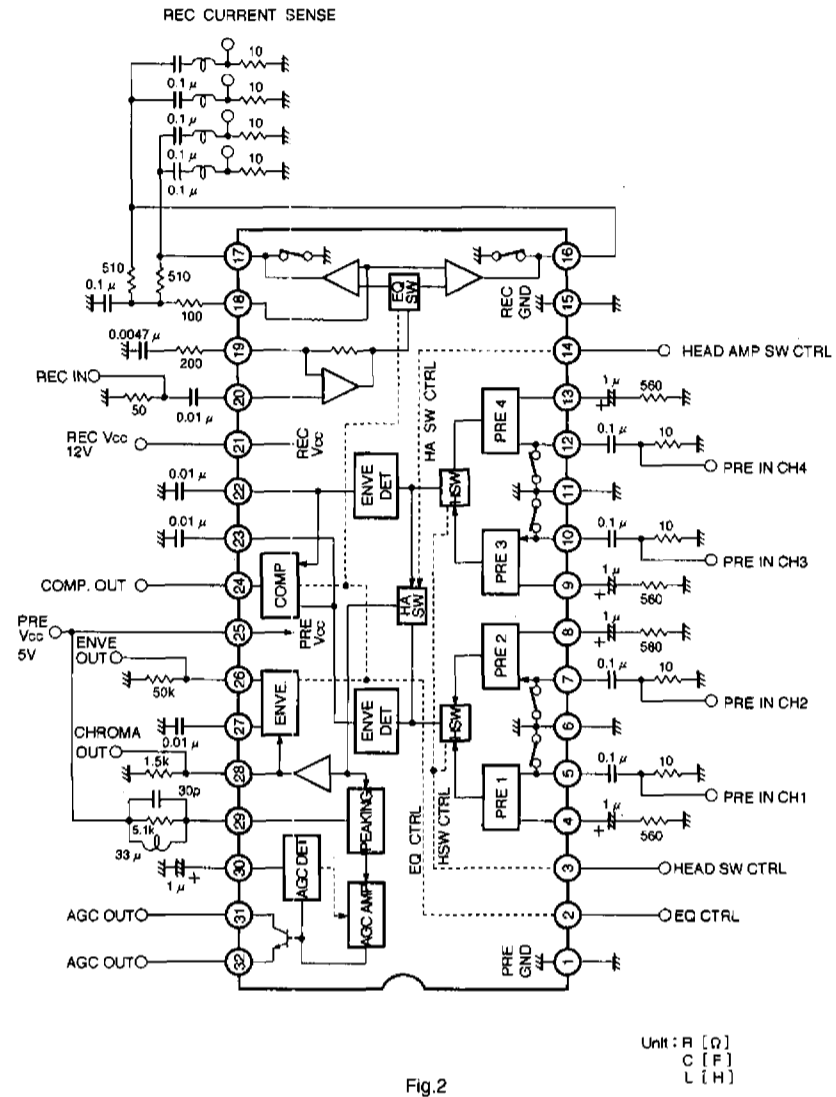 REC CURRENT SENSE
10
0.1 μ
10
0.1 μ
10
0.1 μ
10
0.1 μ
510
510
0.1 μ
100
0.0047 μ
200
REC IN
50
0.01 μ
REC Vcc
12V
0.01 μ
0.01 μ
COMP. OUT
PRE
Vcc
5V
ENVE
OUT
50k
CHROMA
OUT
0.01 μ
1.5k
30p
5.1k
33 μ
1 μ
+
AGC OUT
AGC OUT
17
18
19
20
21
22
23
24
25
26
27
28
29
30
31
32
EQ
SW
REC
Vcc
ENVE
DET
COMP
PRE
Vcc
ENVE.
ENVE
DET
HA
SW
HSW
HSW
HA SW CTRL
EQ CTRL
HSW CTRL
PEAKING
AGC DET
AGC AMP
PRE 4
PRE 3
PRE 2
PRE 1
REC
GND
PRE
GND
16
15
14
13
12
11
10
9
8
7
6
5
4
3
2
1
HEAD AMP SW CTRL
1 μ
+
560
0.1 μ
10
PRE IN CH4
0.1 μ
10
PRE IN CH3
1 μ
+
560
1 μ
+
560
0.1 μ
10
PRE IN CH2
0.1 μ
10
PRE IN CH1
1 μ
+
560
HEAD SW CTRL
EQ CTRL
Unit : R [Ω]
C [F]
L [H]
Fig.2